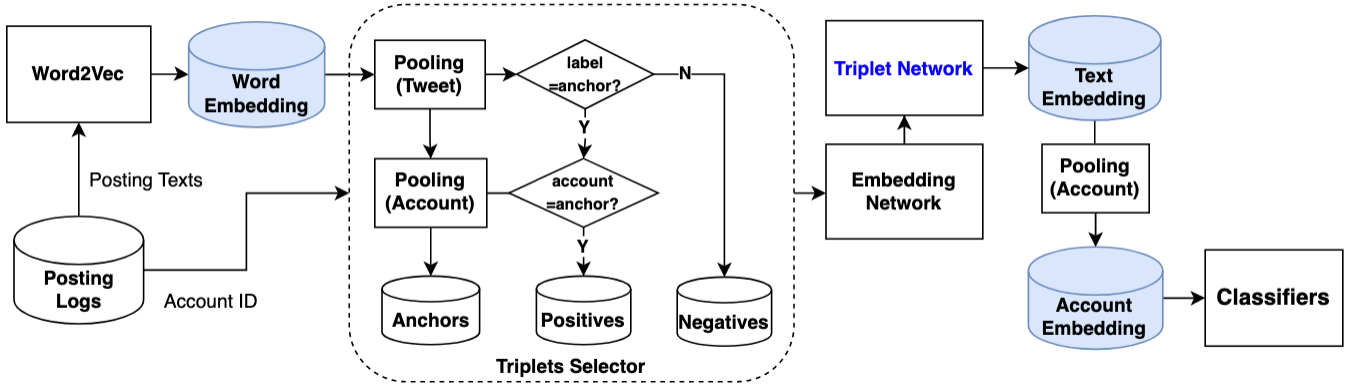 Word2Vec
Word
Embedding
Posting Texts
Posting
Logs
Account ID
Pooling
(Tweet)
label
=anchor?
N
Y
Pooling
(Account)
account
=anchor?
Y
Anchors
Positives
Negatives
Triplets Selector
Triplet Network
Embedding
Network
Text
Embedding
Pooling
(Account)
Account
Embedding
Classifiers